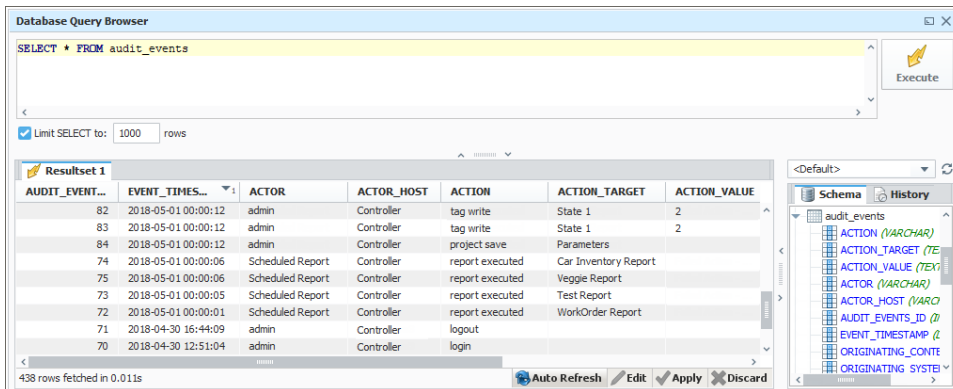 Database Query Browser
SELECT * FROM audit_events
Execute
Limit SELECT to: 1000 rows
Resultset 1
AUDIT_EVENT... EVENT_TIMES... 1 ACTOR ACTOR_HOST ACTION ACTION_TARGET ACTION_VALUE
82 2018-05-01 00:00:12 admin Controller tag write State 1 2
83 2018-05-01 00:00:12 admin Controller tag write State 1 2
84 2018-05-01 00:00:12 admin Controller project save Parameters
74 2018-05-01 00:00:06 Scheduled Report Controller report executed Car Inventory Report
75 2018-05-01 00:00:06 Scheduled Report Controller report executed Veggie Report
73 2018-05-01 00:00:05 Scheduled Report Controller report executed Test Report
72 2018-05-01 00:00:01 Scheduled Report Controller report executed WorkOrder Report
71 2018-04-30 16:44:09 admin Controller logout
70 2018-04-30 12:51:04 admin Controller login
438 rows fetched in 0.011s
Auto Refresh Edit Apply Discard
<Default>
Schema History
audit_events
ACTION (VARCHAR)
ACTION_TARGET (TE
ACTION_VALUE (TEXT
ACTOR (VARCHAR)
ACTOR_HOST (VARCH
AUDIT_EVENTS_ID (I
EVENT_TIMESTAMP (
ORIGINATING_CONTE
ORIGINATING_SYSTE